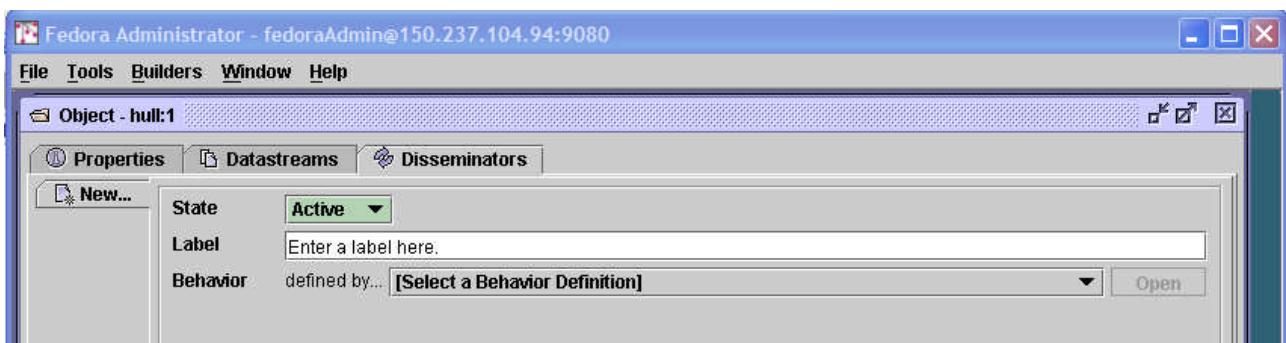 Fedora Administrator - fedoraAdmin@150.237.104.94:9080
File Tools Builders Window Help
Object - hull:1
Properties Datastreams Disseminators
New...
State Active
Label Enter a label here.
Behavior defined by... [Select a Behavior Definition] Open